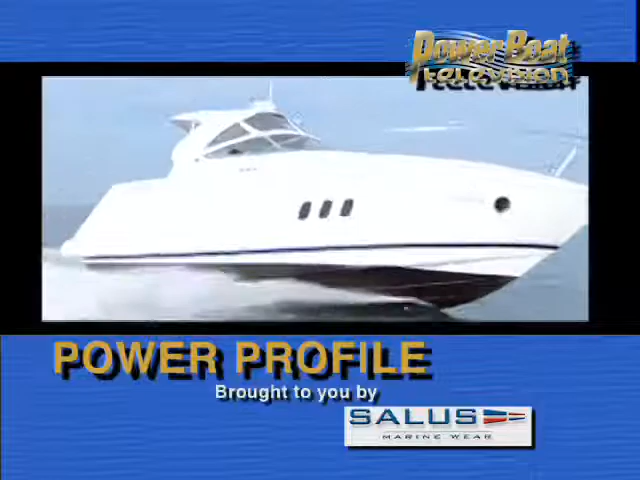 PowerBoat
TELEVISION
POWER PROFILE
Brought to you by
SALUS
MARINE WEAR